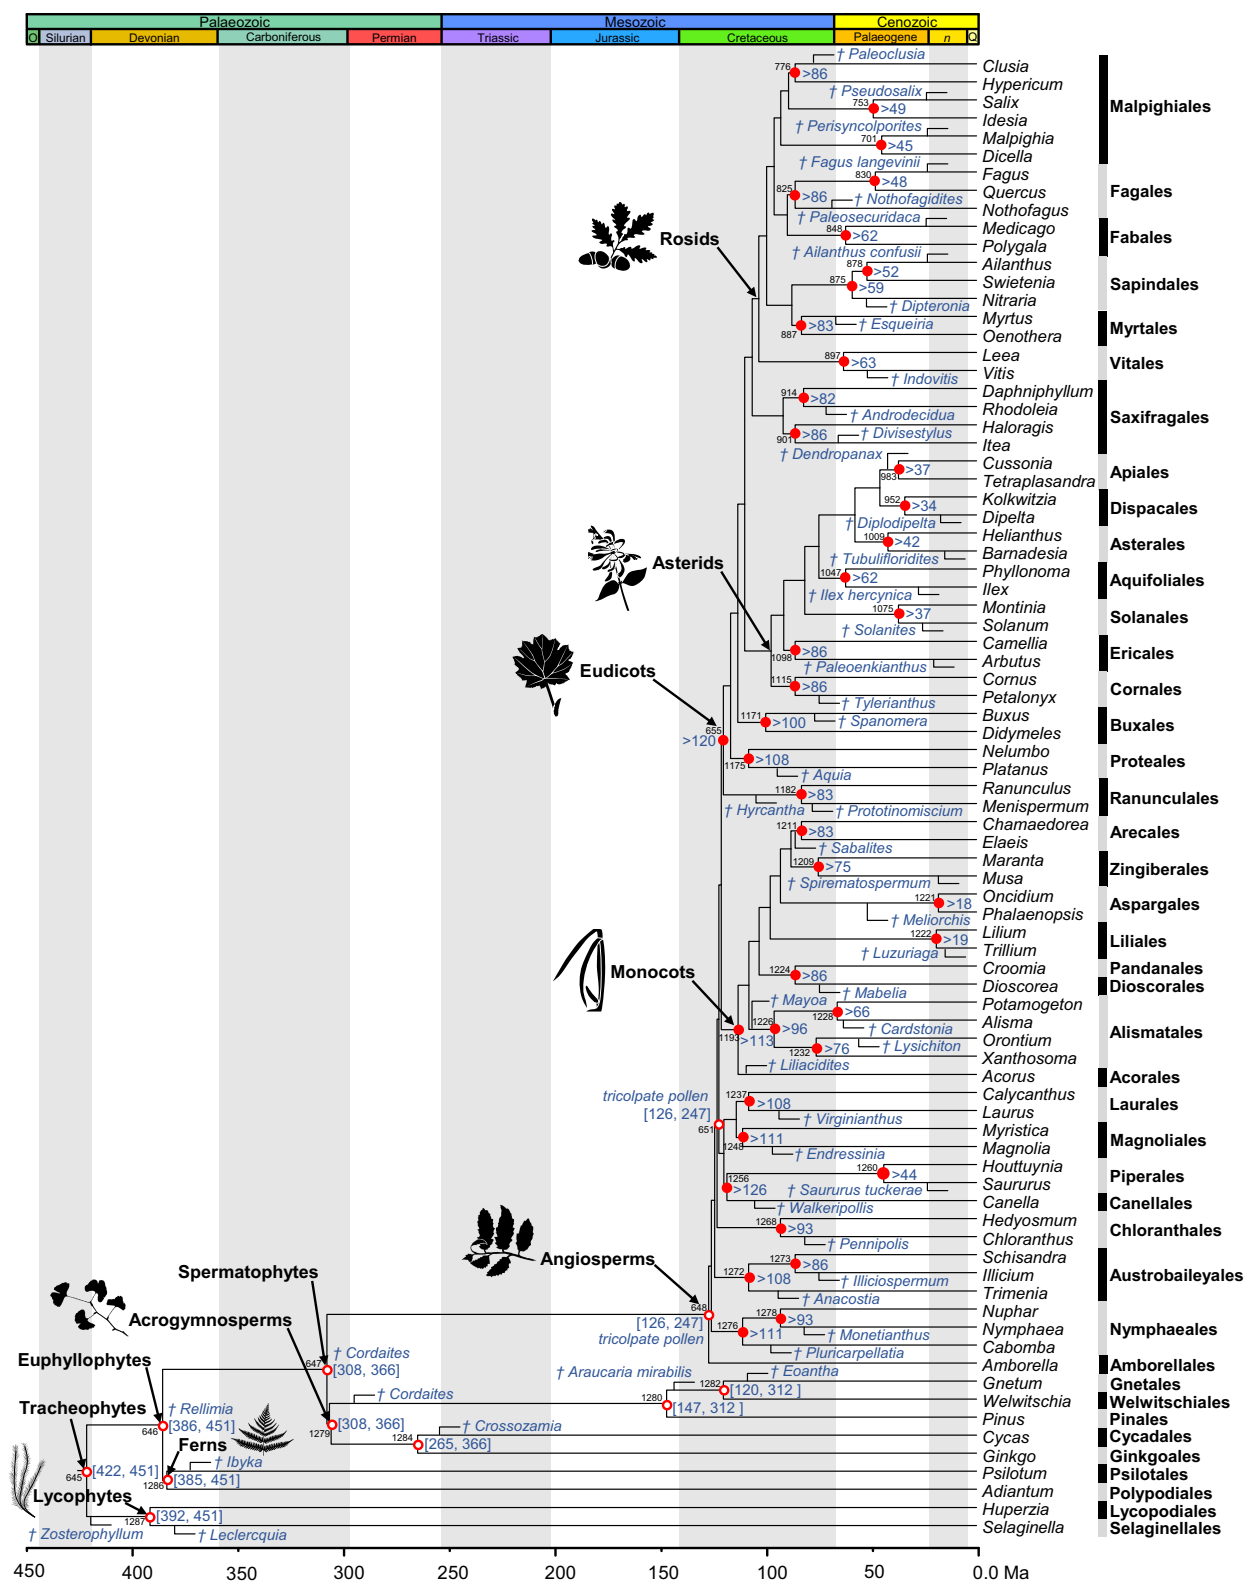 Palaeozoic Mesozoic Cenozoic
O Silurian Devonian Carboniferous Permian Triassic Jurassic Cretaceous Palaeogene n Q
† Paleoclusia
776 >86 Clusia
Hypericum
† Pseudosalix
753 >49 Salix
Malpighiales
Idesia
† Perisyncolporites
701 >45 Malpighia
Dicella
† Fagus langevinii
830 >48 Fagus
825 >86 Quercus
Fagales
† Nothofagidites
Nothofagus
† Paleosecuridaca
848 >62 Medicago
Fabales
Rosids
Polygala
† Ailanthus confusii
878 >52 Ailanthus
875 >59 Swietenia
Sapindales
Nitraria
† Dipteronia
Myrtus
887 >83 † Esqueiria
Myrtales
Oenothera
897 >63 Leea
Vitales
Vitis
† Indovitis
914 >82 Daphniphyllum
Rhodoleia
† Androdecidua
Saxifragales
Haloragis
901 >86 † Divisestylus
Itea
† Dendropanax
983 >37 Cussonia
Apiales
Tetraplasandra
952 >34 Kolkwitzia
Dispacales
Dipelta
† Diplodipelta
1009 >42 Helianthus
Asterales
Barnadesia
† Tubulifloridites
Asterids
1047 >62 Phyllonoma
Aquifoliales
Ilex
† Ilex hercynica
1075 >37 Montinia
Solanales
Solanum
† Solanites
1098 >86 Camellia
Ericales
Arbutus
† Paleoenkianthus
Eudicots
1115 >86 Cornus
Cornales
Petalonyx
† Tylerianthus
1171 >100 Buxus
† Spanomera
Buxales
Didymeles
655 >120
1175 >108 Nelumbo
Proteales
Platanus
† Aquia
1182 >83 Ranunculus
Ranunculales
Menispermum
† Hyrcantha † Prototinomiscium
1211 >83 Chamaedorea
Arecales
Elaeis
† Sabalites
1209 >75 Maranta
Zingiberales
Musa
† Spirematospermum
1221 >18 Oncidium
Aspargales
Phalaenopsis
† Meliorchis
1222 >19 Lilium
Liliales
Trillium
† Luzuriaga
Monocots
1224 >86 Croomia
Pandanales
Dioscorea
Dioscorales
† Mabelia
† Mayoa
1228 >66 Potamogeton
1226 >96 Alisma
† Cardstonia
Alismatales
1193 >113
1232 >76 Orontium
† Lysichiton
Xanthosoma
† Liliacidites
Acorus
Acorales
tricolpate pollen
[126, 247]
651
1237 >108 Calycanthus
Laurales
Laurus
† Virginianthus
1248 >111 Myristica
Magnoliales
Magnolia
† Endressinia
1260 >44 Houttuynia
Piperales
1256 >126 † Saururus tuckerae
Saururus
Canella
Canellales
† Walkeripollis
1268 >93 Hedyosmum
Chloranthales
Chloranthus
† Pennipolis
Angiosperms
1273 >86 Schisandra
1272 >108 Illicium
Austrobaileyales
† Illiciospermum
Trimenia
† Anacostia
648
[126, 247]
tricolpate pollen
1278 >93 Nuphar
1276 >111 Nymphaea
Nymphaeales
† Monetianthus
Cabomba
† Pluricarpellatia
Amborella
Amborellales
Spermatophytes
Acrogymnosperms
† Cordaites
647 [308, 366]
† Araucaria mirabilis † Eoantha
1282 [120, 312 ] Gnetum
Gnetales
1280 [147, 312 ] Welwitschia
Welwitschiales
Pinus
Pinales
† Cordaites
1279 [308, 366]
† Crossozamia
1284 [265, 366] Cycas
Cycadales
Ginkgo
Ginkgoales
Euphyllophytes
Tracheophytes
† Rellimia
646 [386, 451]
Ferns
† Ibyka
645 [422, 451]
1286 [385, 451]
Psilotum
Psilotales
Adiantum
Polypodiales
Lycophytes
1287 [392, 451]
Huperzia
Lycopodiales
† Zosterophyllum † Leclercquia
Selaginella
Selaginellales
450 400 350 300 250 200 150 100 50 0.0 Ma